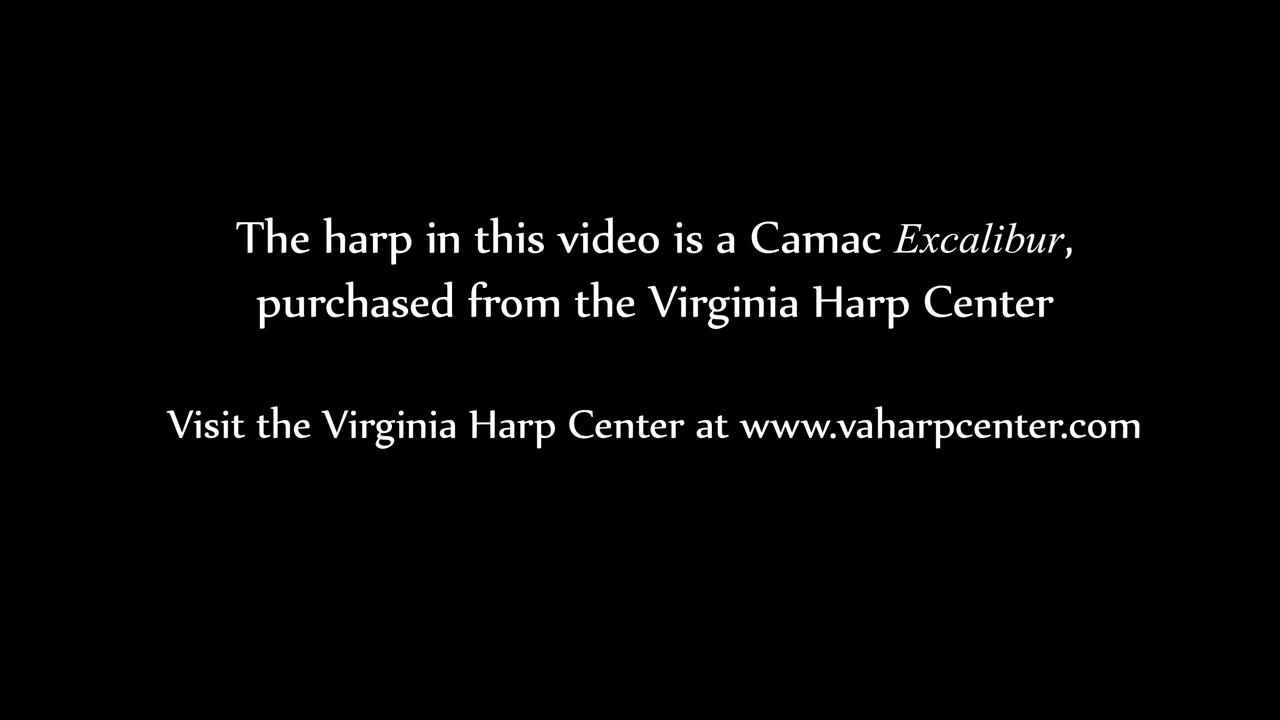 The harp in this video is a Camac Excalibur,
purchased from the Virginia Harp Center
Visit the Virginia Harp Center at www.vaharpcenter.com